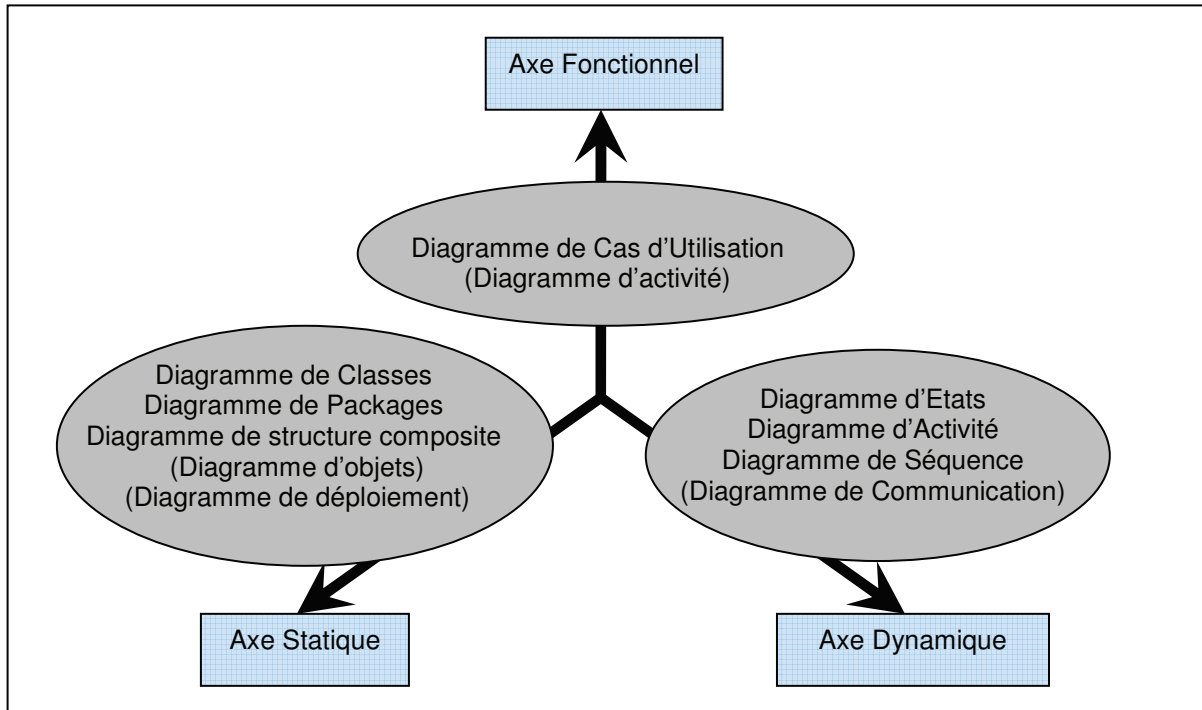 Axe Fonctionnel
Diagramme de Cas d’Utilisation
(Diagramme d’activité)
Diagramme de Classes
Diagramme de Packages
Diagramme de structure composite
(Diagramme d’objets)
(Diagramme de déploiement)
Diagramme d’Etats
Diagramme d’Activité
Diagramme de Séquence
(Diagramme de Communication)
Axe Statique
Axe Dynamique